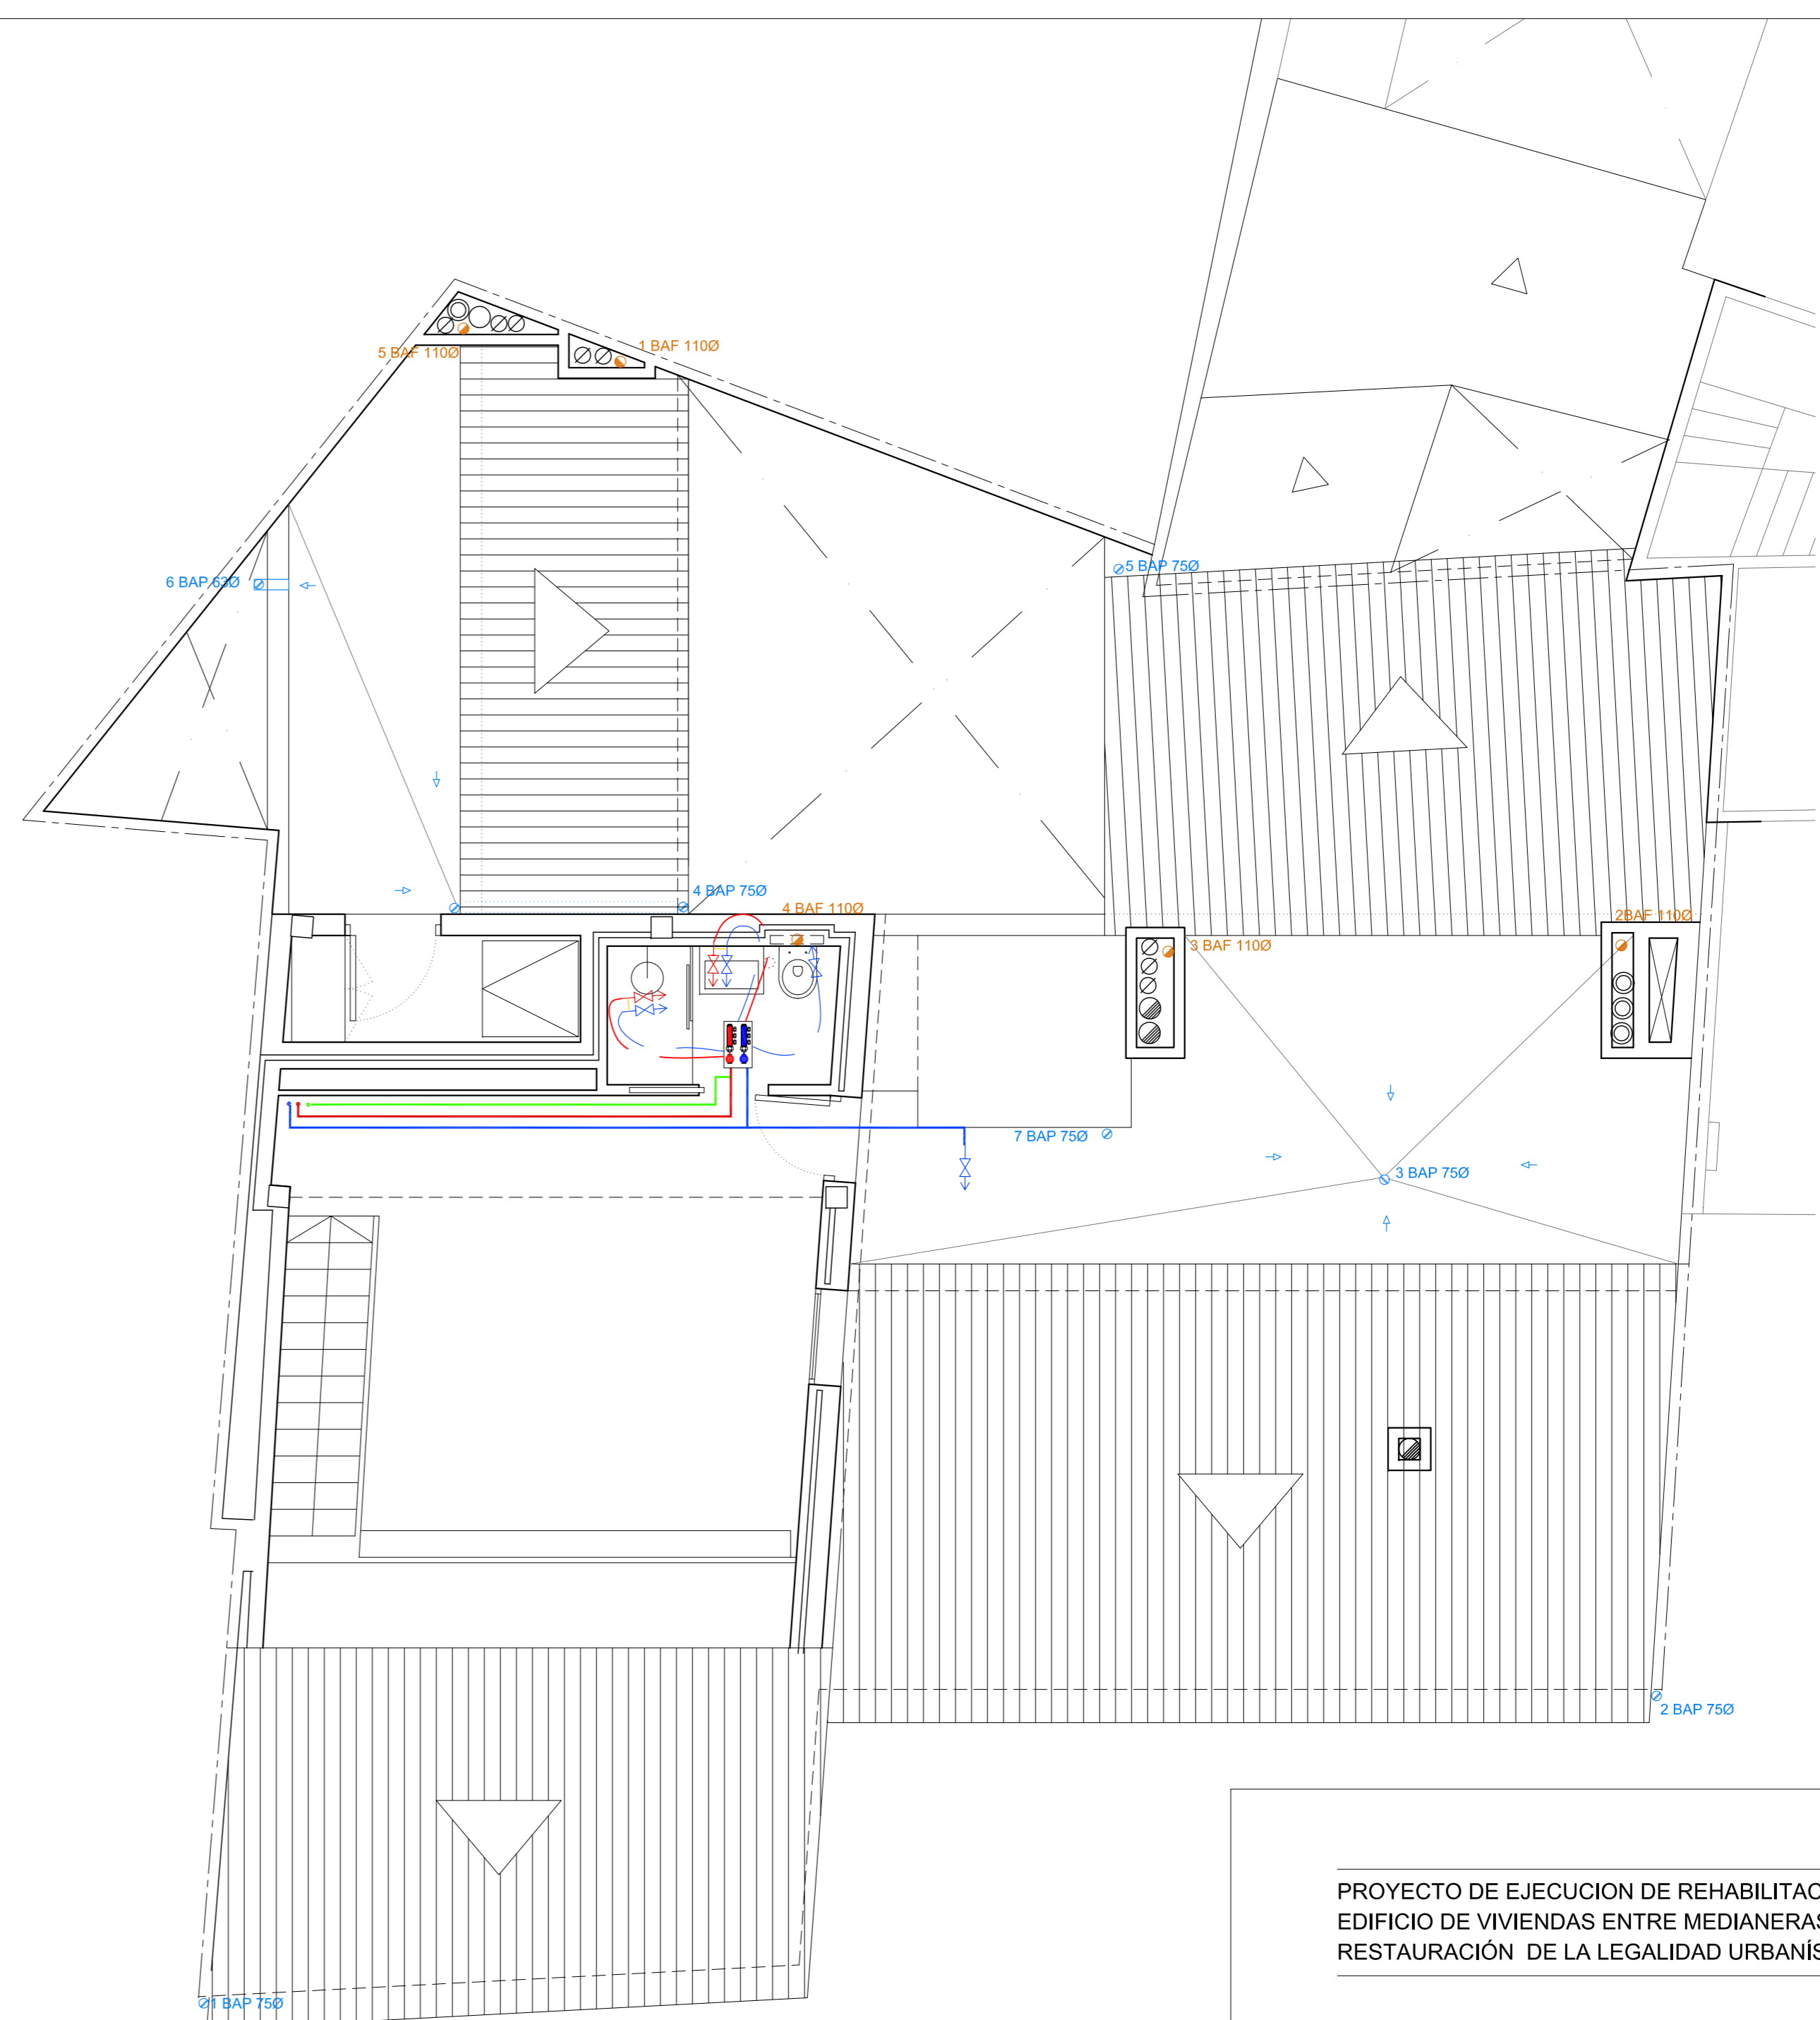 5 BAF 110Ø
1 BAF 110Ø
6 BAP 63Ø
5 BAP 75Ø
4 BAP 75Ø
4 BAF 110Ø
2BAF 110Ø
3 BAF 110Ø
7 BAP 75Ø
3 BAP 75Ø
2 BAP 75Ø
PROYECTO DE EJECUCION DE REHABILITAC
EDIFICIO DE VIVIENDAS ENTRE MEDIANERAS
RESTAURACIÓN DE LA LEGALIDAD URBANÍS
1 BAP 75Ø